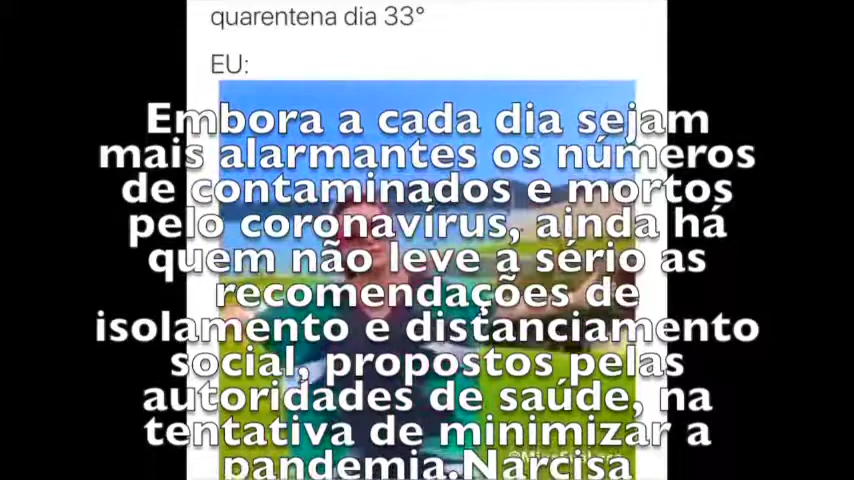 quarentena dia 33°
EU:
Embora a cada dia sejam
mais alarmantes os números
de contaminados e mortos
pelo coronavírus, ainda há
quem não leve a sério as
recomendações de
isolamento e distanciamento
social, propostos pelas
autoridades de saúde, na
tentativa de minimizar a
pandemia.Narcisa